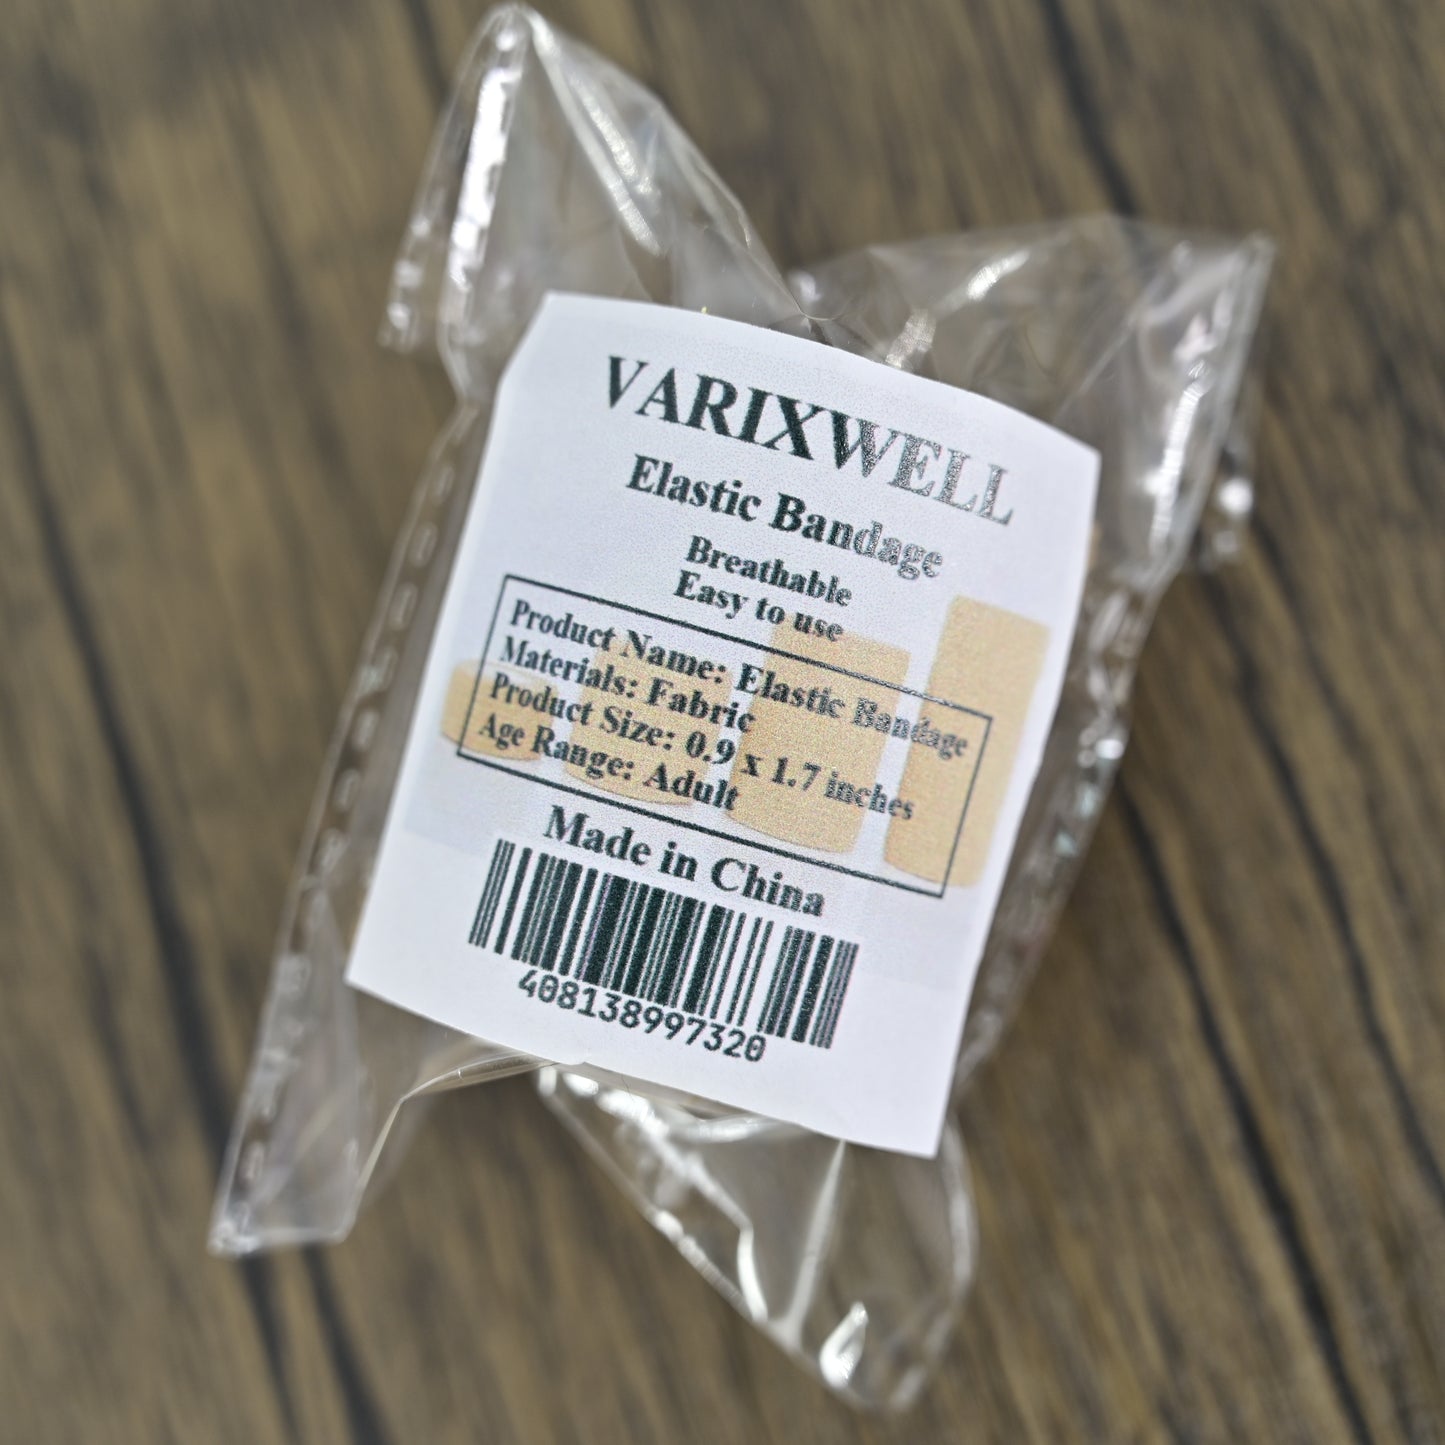 VARIXWELL
Elastic Bandage
Breathable
Easy to use
Product Name: Elastic Bandage
Materials: Fabric
Product Size: 0.9 x 1.7 inches
Age Range: Adult
Made in China
408138997320